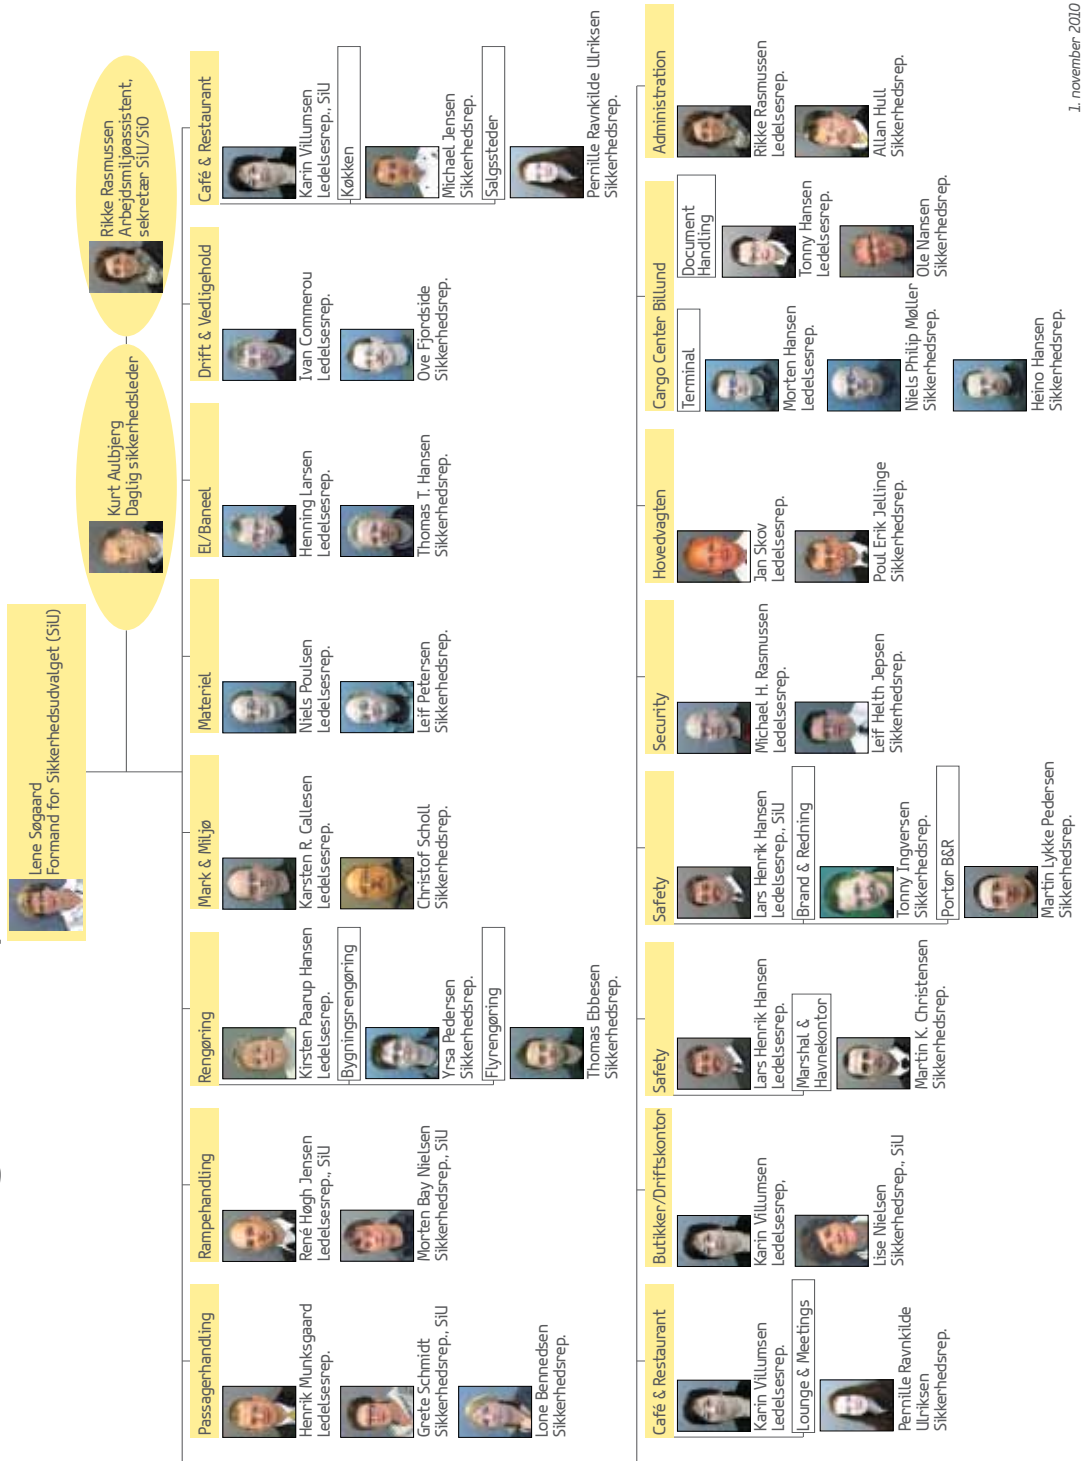 Lene Søgaard
Formand for Sikkerhedsudvalget (SiU)
Kurt Aulbjerg
Daglig sikkerhedsleder
Rikke Rasmussen
Arbejdsmiljøassistent,
sekretær SiU/SiO
Passagerhandling
Henrik Munksgaard
Ledelsesrep.
Grete Schmidt
Sikkerhedsrep., SiU
Lone Bennedsen
Sikkerhedsrep.
Rampehandling
René Høgh Jensen
Ledelsesrep., SiU
Morten Bay Nielsen
Sikkerhedsrep., SiU
Rengøring
Kirsten Paarup Hansen
Ledelsesrep.
Bygningsrengøring
Yrsa Pedersen
Sikkerhedsrep.
Flyrengøring
Thomas Ebbesen
Sikkerhedsrep.
Mark & Miljø
Karsten R. Callesen
Ledelsesrep.
Christof Scholl
Sikkerhedsrep.
Materiel
Niels Poulsen
Ledelsesrep.
Leif Petersen
Sikkerhedsrep.
El/Baneel
Henning Larsen
Ledelsesrep.
Thomas T. Hansen
Sikkerhedsrep.
Drift & Vedligehold
Ivan Commerou
Ledelsesrep.
Ove Fjordside
Sikkerhedsrep.
Café & Restaurant
Karin Villumsen
Ledelsesrep., SiU
Køkken
Michael Jensen
Sikkerhedsrep.
Salgssteder
Pernille Ravnkilde Ulriksen
Sikkerhedsrep.
Café & Restaurant
Karin Villumsen
Ledelsesrep.
Lounge & Meetings
Pernille Ravnkilde
Ulriksen
Sikkerhedsrep.
Butikker/Driftskontor
Karin Villumsen
Ledelsesrep,
Lise Nielsen
Sikkerhedsrep., SiU
Safety
Lars Henrik Hansen
Ledelsesrep.
Marshal &
Havnekontor
Martin K. Christensen
Sikkerhedsrep.
Safety
Lars Henrik Hansen
Ledelsesrep., SiU
Brand & Redning
Tonny Ingversen
Sikkerhedsrep.
Portør B&R
Martin Lykke Pedersen
Sikkerhedsrep.
Security
Michael H. Rasmussen
Ledelsesrep.
Leif Helth Jepsen
Sikkerhedsrep.
Hovedvagten
Jan Skov
Ledelsesrep.
Poul Erik Jellinge
Sikkerhedsrep.
Cargo Center Billund
Terminal
Morten Hansen
Ledelsesrep.
Niels Philip Møller
Sikkerhedsrep.
Heino Hansen
Sikkerhedsrep.
Document
Handling
Tonny Hansen
Ledelsesrep.
Ole Nansen
Sikkerhedsrep.
Administration
Rikke Rasmussen
Ledelsesrep.
Allan Hull
Sikkerhedsrep.
1. november 2010